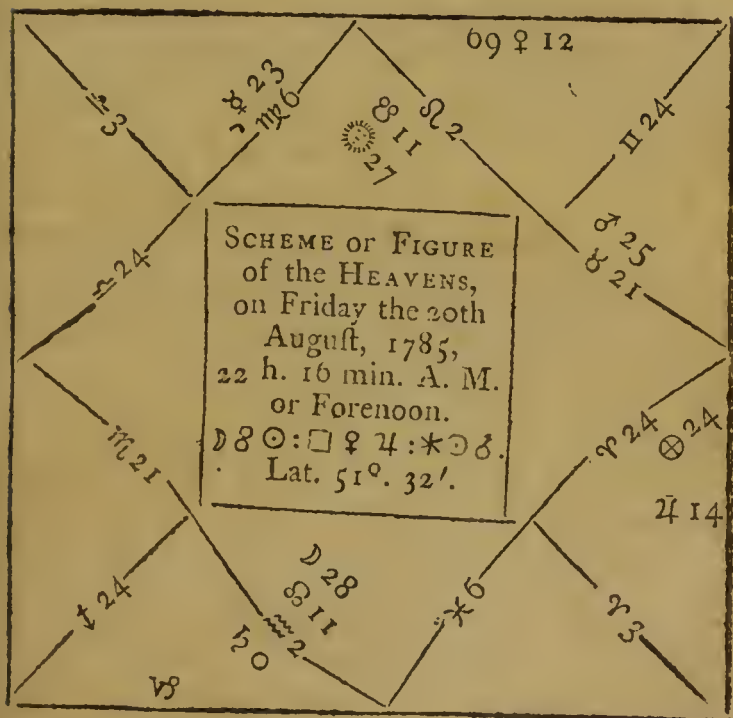 69 ♀ 12
☿ 23
♍ 6
♎ 3
☋ 11
☉ 27
♌ 2
♊ 24
♂ 25
♉ 21
♎ 24
SCHEME or FIGURE
of the HEAVENS,
on Friday the 20th
Auguſt, 1785,
22 h. 16 min. A. M.
or Forenoon.
☽ ☍ ☉ : □ ♀ ♃ : ⚹ ☉ ♂.
Lat. 51°. 32′.
♈ 24
⊗ 24
♃ 14
♏ 21
☽ 28
☊ 11
♒ 2
♄ 0
♐ 24
♓ 6
♈ 3
♑